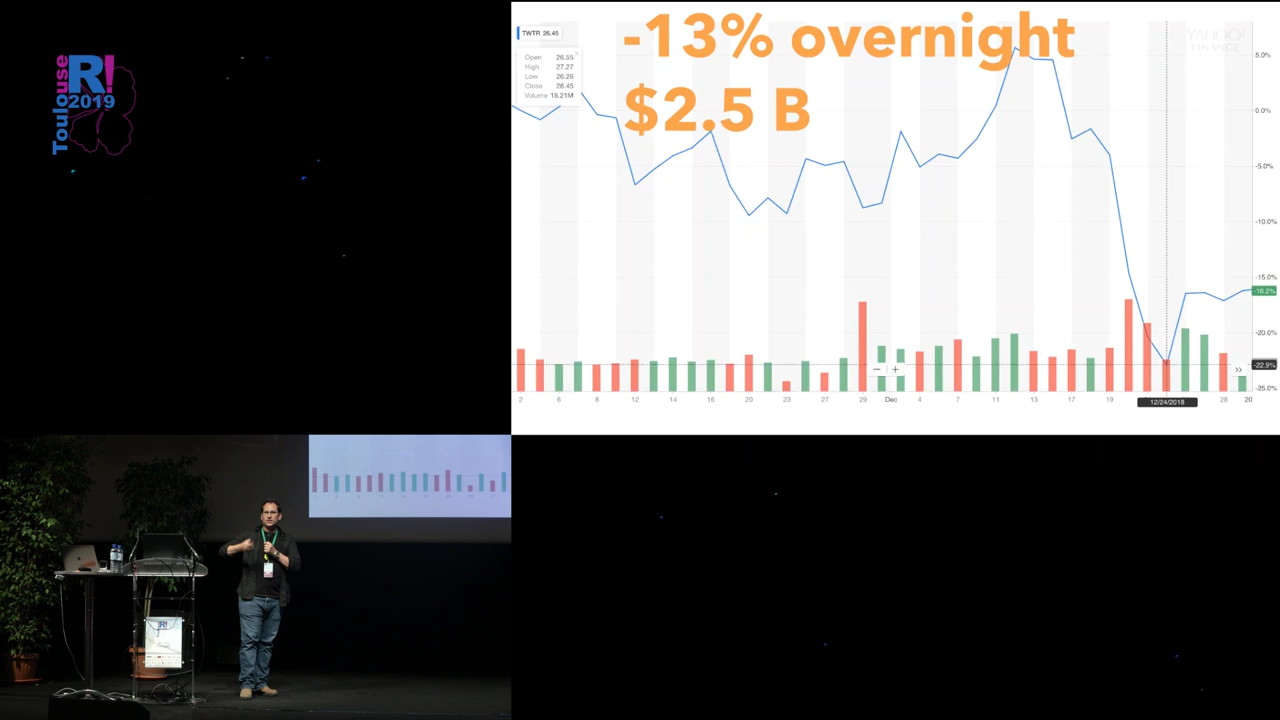 Toulouse
R!
2019
-13% overnight
$2.5 B
TWTR 26.45
Open 26.55
High 27.27
Low 26.26
Close 26.45
Volume 18.21M
YAHOO!
FINANCE
5.0%
0.0%
-5.0%
-10.0%
-15.0%
-16.2%
-20.0%
-22.9%
-25.0%
2 6 8 12 14 16 20 23 27 29 Dec 4 7 11 13 17 19 12/24/2018 28 20
R!